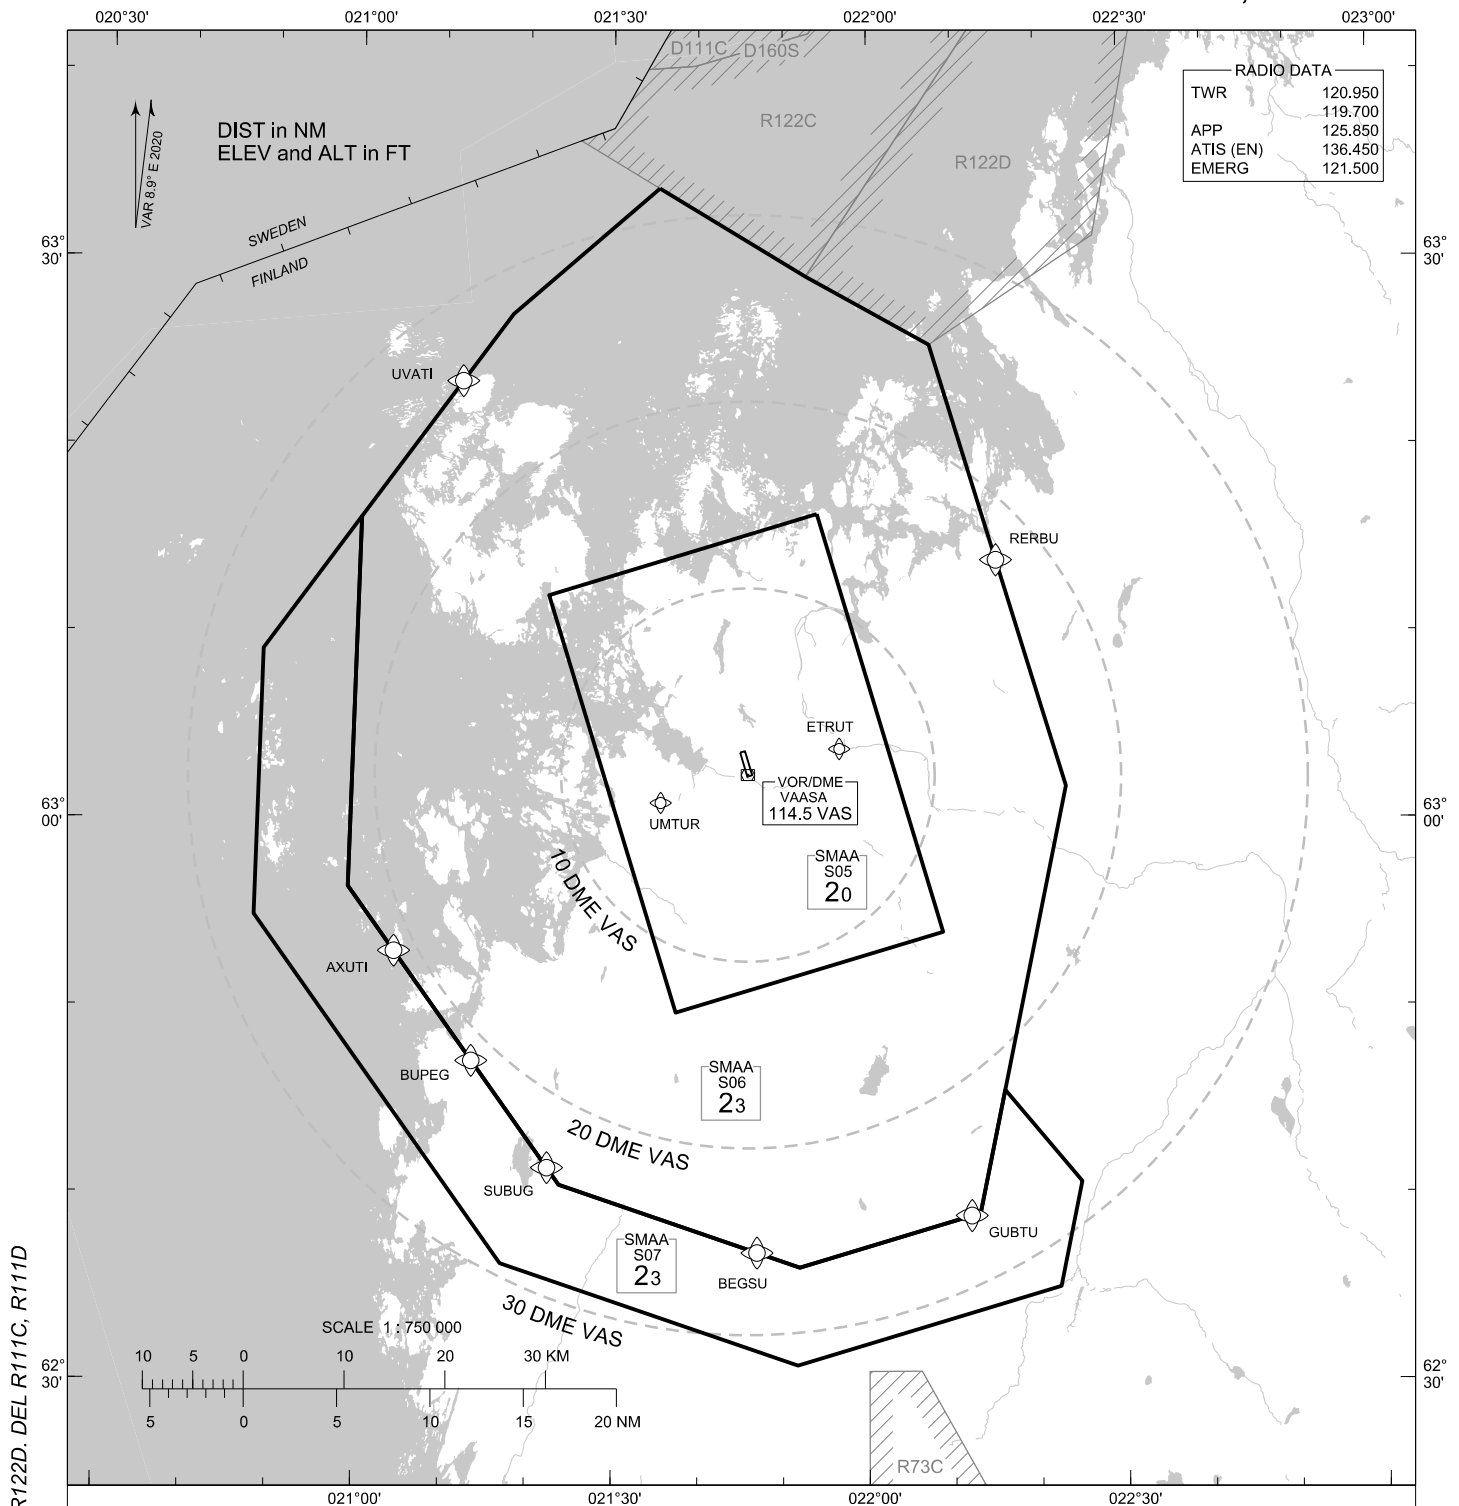 020°30' 021°00' 021°30' 022°00' 022°30' 023°00'
D111C D160S
R122C
R122D
RADIO DATA
TWR 120.950
119.700
APP 125.850
ATIS (EN) 136.450
EMERG 121.500
DIST in NM
ELEV and ALT in FT
VAR 8.9° E 2020
SWEDEN
FINLAND
63°
30'
63°
30'
UVATI
RERBU
ETRUT
VOR/DME
VAASA
114.5 VAS
UMTUR
63°
00'
63°
00'
SMAA
S05
20
10 DME VAS
AXUTI
BUPEG
SMAA
S06
23
20 DME VAS
SUBUG
GUBTU
SMAA
S07
23
BEGSU
30 DME VAS
SCALE 1 : 750 000
10 5 0 10 20 30 KM
5 0 5 10 15 20 NM
62°
30'
62°
30'
R73C
R122D. DEL R111C, R111D
021°00' 021°30' 022°00' 022°30'